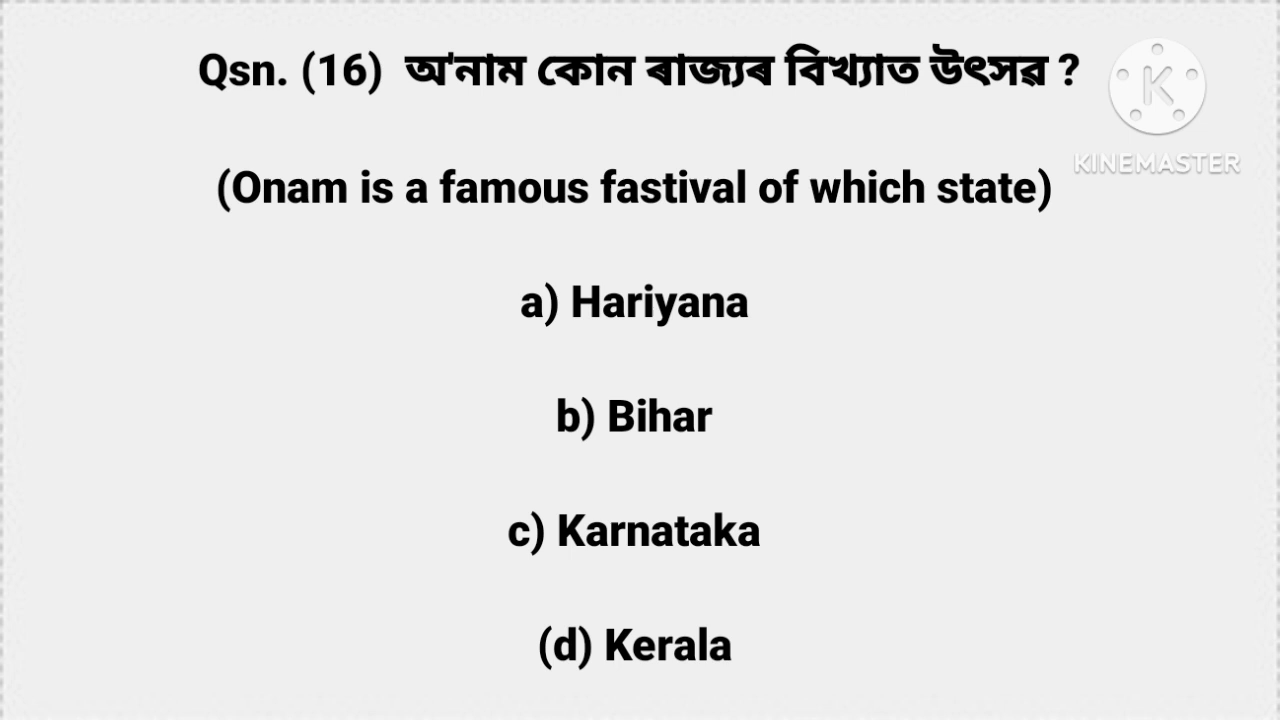 Qsn. (16) অ'নাম কোন ৰাজ্যৰ বিখ্যাত উৎসৱ ?
KINEMASTER
(Onam is a famous fastival of which state)
a) Hariyana
b) Bihar
c) Karnataka
(d) Kerala